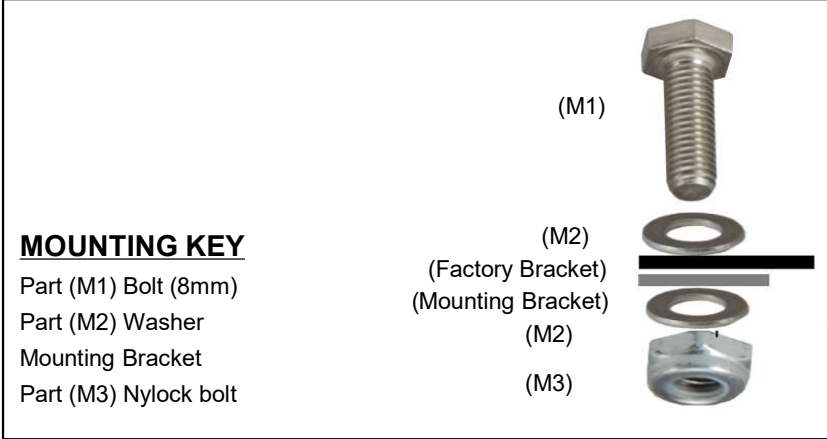 (M1)
MOUNTING KEY
Part (M1) Bolt (8mm)
Part (M2) Washer
Mounting Bracket
Part (M3) Nylock bolt
(M2)
(Factory Bracket)
(Mounting Bracket)
(M2)
(M3)